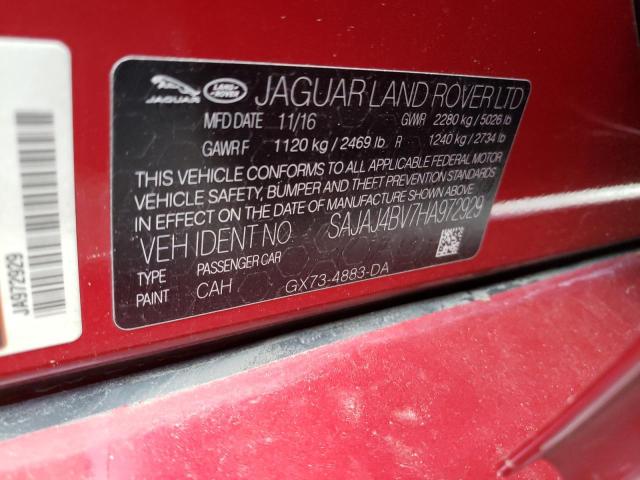 JAGUAR
LAND ROVER
JAGUAR LAND ROVER LTD
MFD DATE 11/16 GVWR 2280 kg / 5026 lb
GAWR F 1120 kg / 2469 lb R 1240 kg / 2734 lb
THIS VEHICLE CONFORMS TO ALL APPLICABLE FEDERAL MOTOR
VEHICLE SAFETY, BUMPER AND THEFT PREVENTION STANDARDS
IN EFFECT ON THE DATE OF MANUFACTURE SHOWN ABOVE
VEH IDENT NO. SAJAJ4BV7HA972929
TYPE PASSENGER CAR
PAINT CAH GX73-4883-DA
JA972929